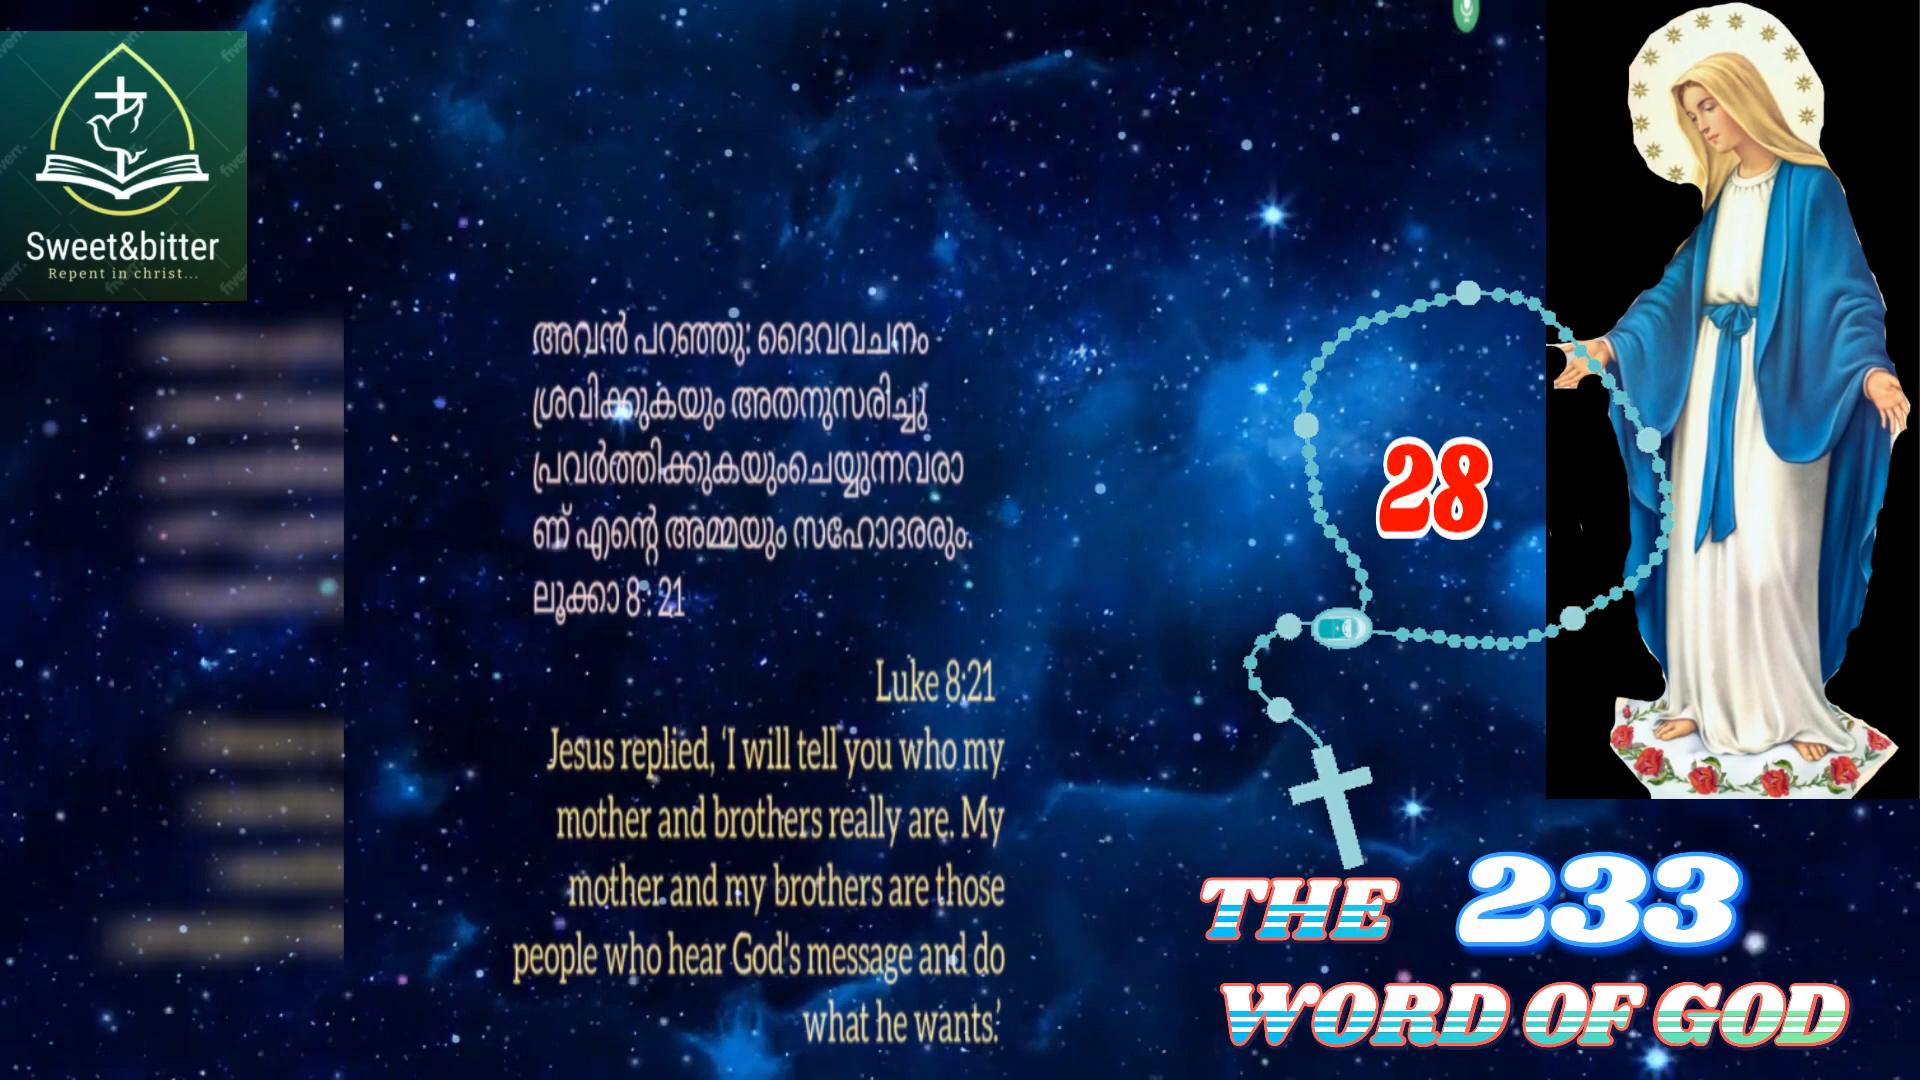 Sweet&bitter
Repent in christ...
അവൻ പറഞ്ഞു: ദൈവവചനം
ശ്രവിക്കുകയും അതനുസരിച്ചു
പ്രവർത്തിക്കുകയുംചെയ്യുന്നവരാ
ണ് എന്റെ അമ്മയും സഹോദരരും.
ലൂക്കാ 8 : 21
Luke 8:21
Jesus replied, ‘I will tell you who my
mother and brothers really are. My
mother and my brothers are those
people who hear God's message and do
what he wants.’
28
THE 233
WORD OF GOD